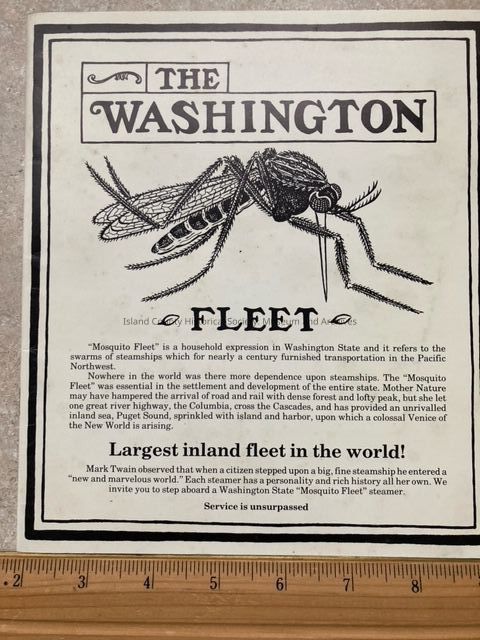 THE
WASHINGTON
FLEET
Island County Historical Society Museum and Archives
"Mosquito Fleet" is a household expression in Washington State and it refers to the
swarms of steamships which for nearly a century furnished transportation in the Pacific
Northwest.
Nowhere in the world was there more dependence upon steamships. The "Mosquito
Fleet" was essential in the settlement and development of the entire state. Mother Nature
may have hampered the arrival of road and rail with dense forest and lofty peak, but she let
one great river highway, the Columbia, cross the Cascades, and has provided an unrivalled
inland sea, Puget Sound, sprinkled with island and harbor, upon which a colossal Venice of
the New World is arising.
Largest inland fleet in the world!
Mark Twain observed that when a citizen stepped upon a big, fine steamship he entered a
"new and marvelous world." Each steamer has a personality and rich history all her own. We
invite you to step aboard a Washington State "Mosquito Fleet" steamer.
Service is unsurpassed
2 3 4 5 6 7 8